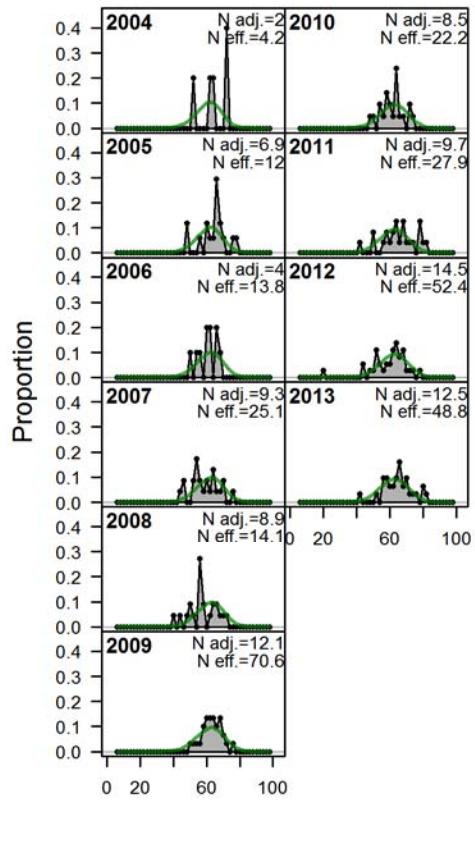 Proportion
2004
N adj.=2
N eff.=4.2
0.4
0.3
0.2
0.1
0.0
2005
N adj.=6.9
N eff.=12
0.4
0.3
0.2
0.1
0.0
2006
N adj.=4
N eff.=13.8
0.4
0.3
0.2
0.1
0.0
2007
N adj.=9.3
N eff.=25.1
0.4
0.3
0.2
0.1
0.0
2008
N adj.=8.9
N eff.=14.1
0.4
0.3
0.2
0.1
0.0
2009
N adj.=12.1
N eff.=70.6
0.4
0.3
0.2
0.1
0.0
0 20 60 100
2010
N adj.=8.5
N eff.=22.2
2011
N adj.=9.7
N eff.=27.9
2012
N adj.=14.5
N eff.=52.4
2013
N adj.=12.5
N eff.=48.8
0 20 60 100